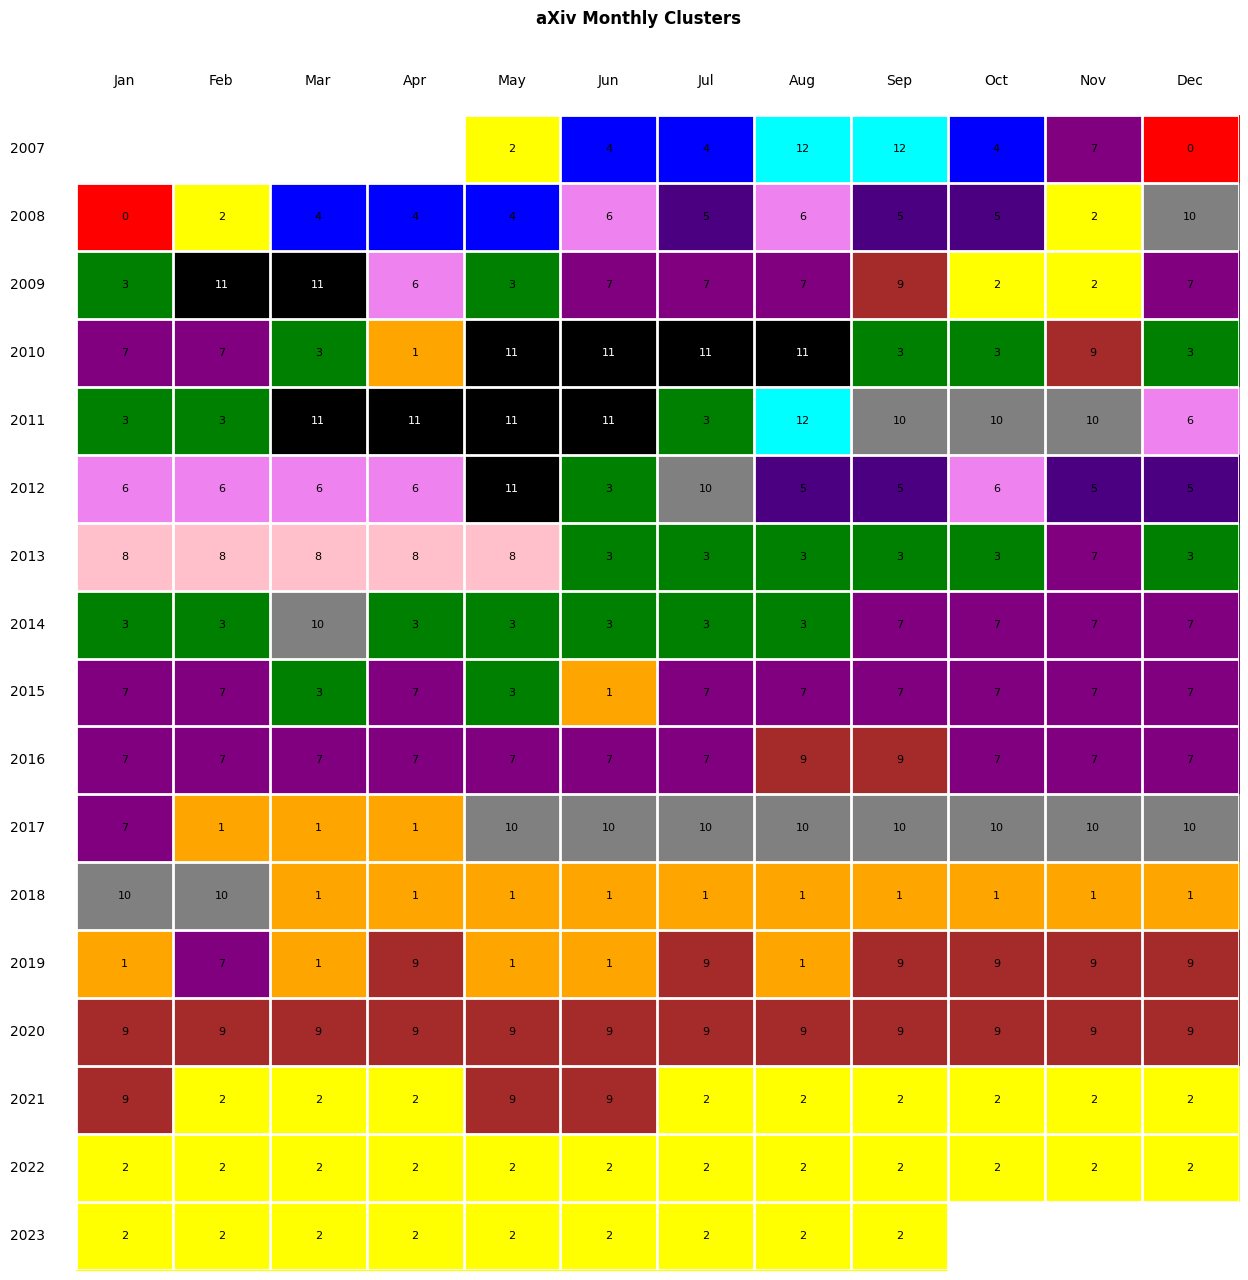 aXiv Monthly Clusters
Jan Feb Mar Apr May Jun Jul Aug Sep Oct Nov Dec
2007 2 4 4 12 12 4 7 0
2008 0 2 4 4 4 6 5 6 5 5 2 10
2009 3 11 11 6 3 7 7 7 9 2 2 7
2010 7 7 3 1 11 11 11 11 3 3 9 3
2011 3 3 11 11 11 11 3 12 10 10 10 6
2012 6 6 6 6 11 3 10 5 5 6 5 5
2013 8 8 8 8 8 3 3 3 3 3 7 3
2014 3 3 10 3 3 3 3 3 7 7 7 7
2015 7 7 3 7 3 1 7 7 7 7 7 7
2016 7 7 7 7 7 7 7 9 9 7 7 7
2017 7 1 1 1 10 10 10 10 10 10 10 10
2018 10 10 1 1 1 1 1 1 1 1 1 1
2019 1 7 1 9 1 1 9 1 9 9 9 9
2020 9 9 9 9 9 9 9 9 9 9 9 9
2021 9 2 2 2 9 9 2 2 2 2 2 2
2022 2 2 2 2 2 2 2 2 2 2 2 2
2023 2 2 2 2 2 2 2 2 2